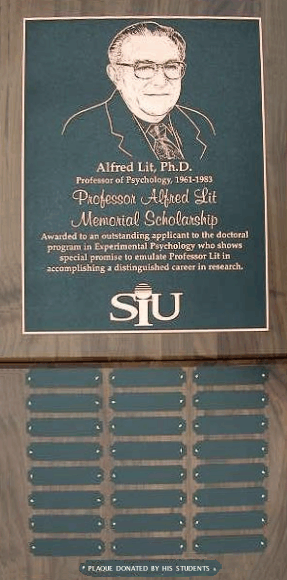 Alfred Lit, Ph.D.
Professor of Psychology, 1961-1983
Professor Alfred Lit
Memorial Scholarship
Awarded to an outstanding applicant to the doctoral
program in Experimental Psychology who shows
special promise to emulate Professor Lit in
accomplishing a distinguished career in research.
SIU
PLAQUE DONATED BY HIS STUDENTS